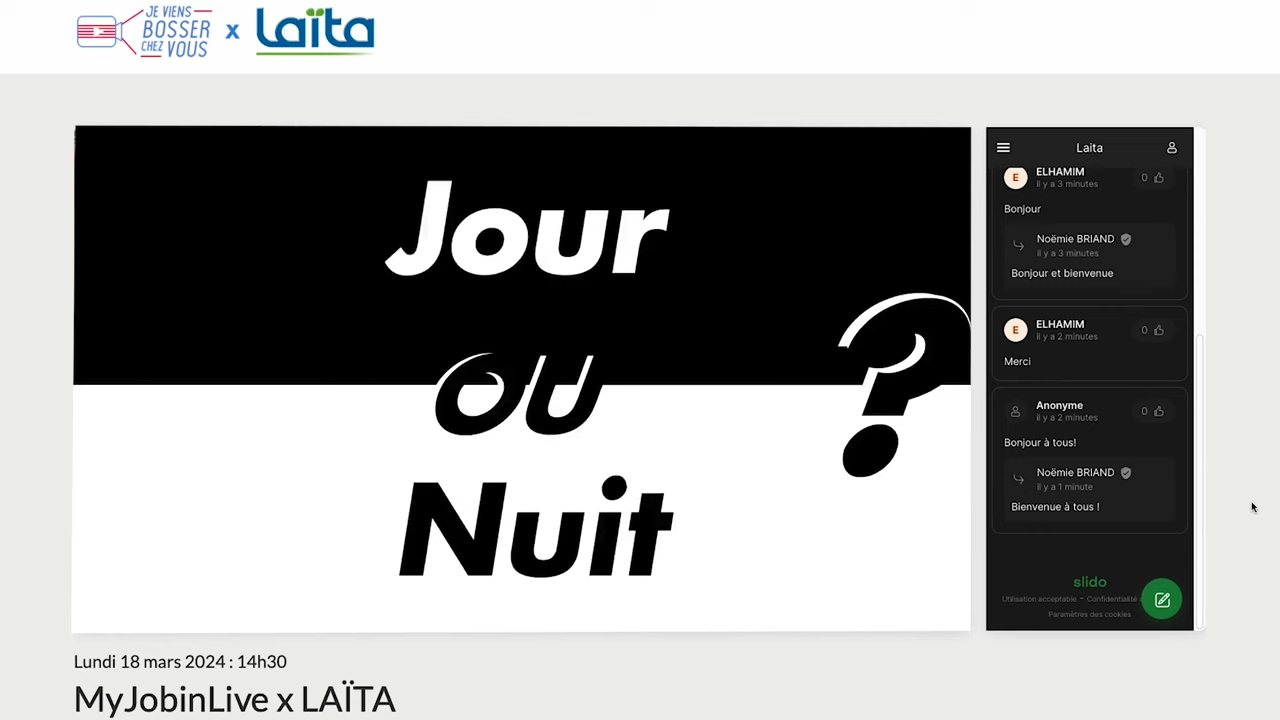 JE VIENS
BOSSER
CHEZ VOUS
x
Laïta
Jour
OU
Nuit
?
Laita
E
ELHAMIM
0
il y a 3 minutes
Bonjour
Noëmie BRIAND
il y a 3 minutes
Bonjour et bienvenue
E
ELHAMIM
0
il y a 2 minutes
Merci
Anonyme
0
il y a 2 minutes
Bonjour à tous!
Noëmie BRIAND
il y a 1 minute
Bienvenue à tous !
slido
Utilisation acceptable - Confidentialité
Paramètres des cookies
Lundi 18 mars 2024 : 14h30
MyJobinLive x LAÏTA